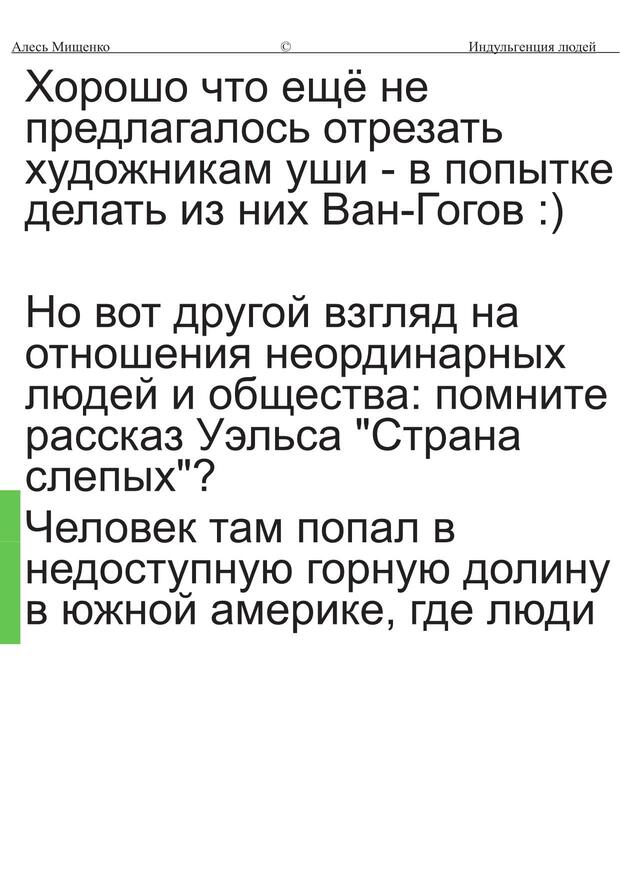 Алесь Мищенко © Индульгенция людей
Хорошо что ещё не
предлагалось отрезать
художникам уши - в попытке
делать из них Ван-Гогов :)
Но вот другой взгляд на
отношения неординарных
людей и общества: помните
рассказ Уэльса "Страна
слепых"?
Человек там попал в
недоступную горную долину
в южной америке, где люди